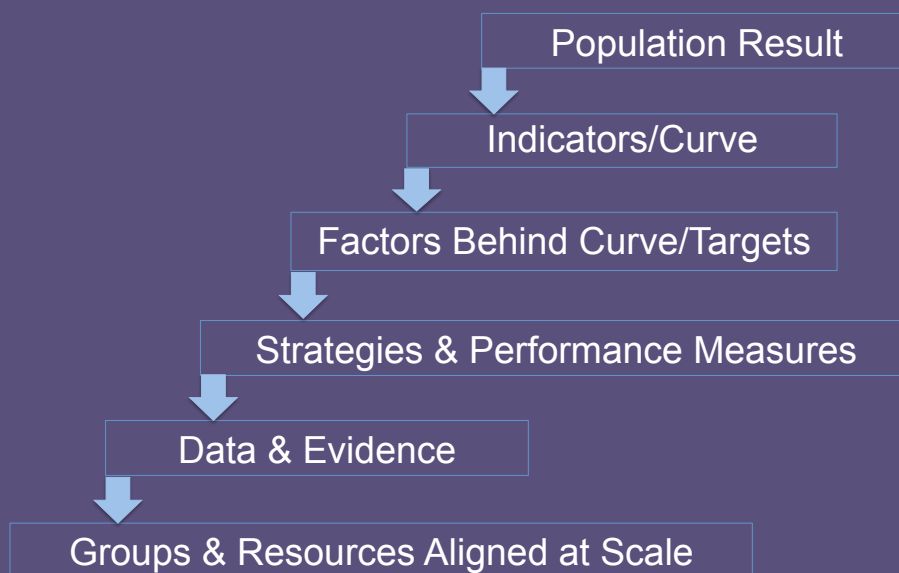 Population Result
Indicators/Curve
Factors Behind Curve/Targets
Strategies & Performance Measures
Data & Evidence
Groups & Resources Aligned at Scale